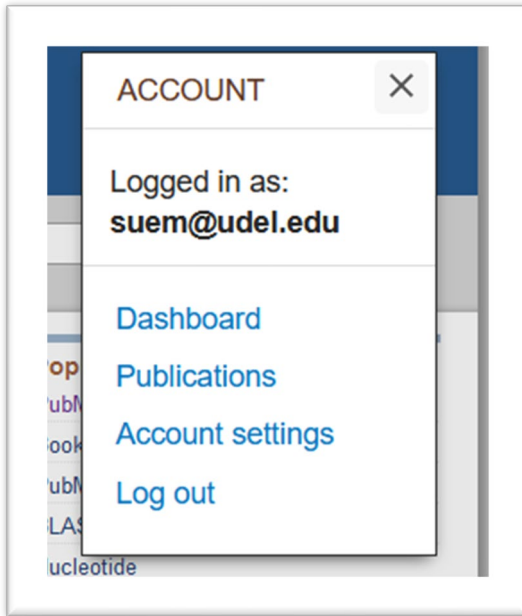 ACCOUNT
Logged in as:
suem@udel.edu
Dashboard
Publications
Account settings
Log out